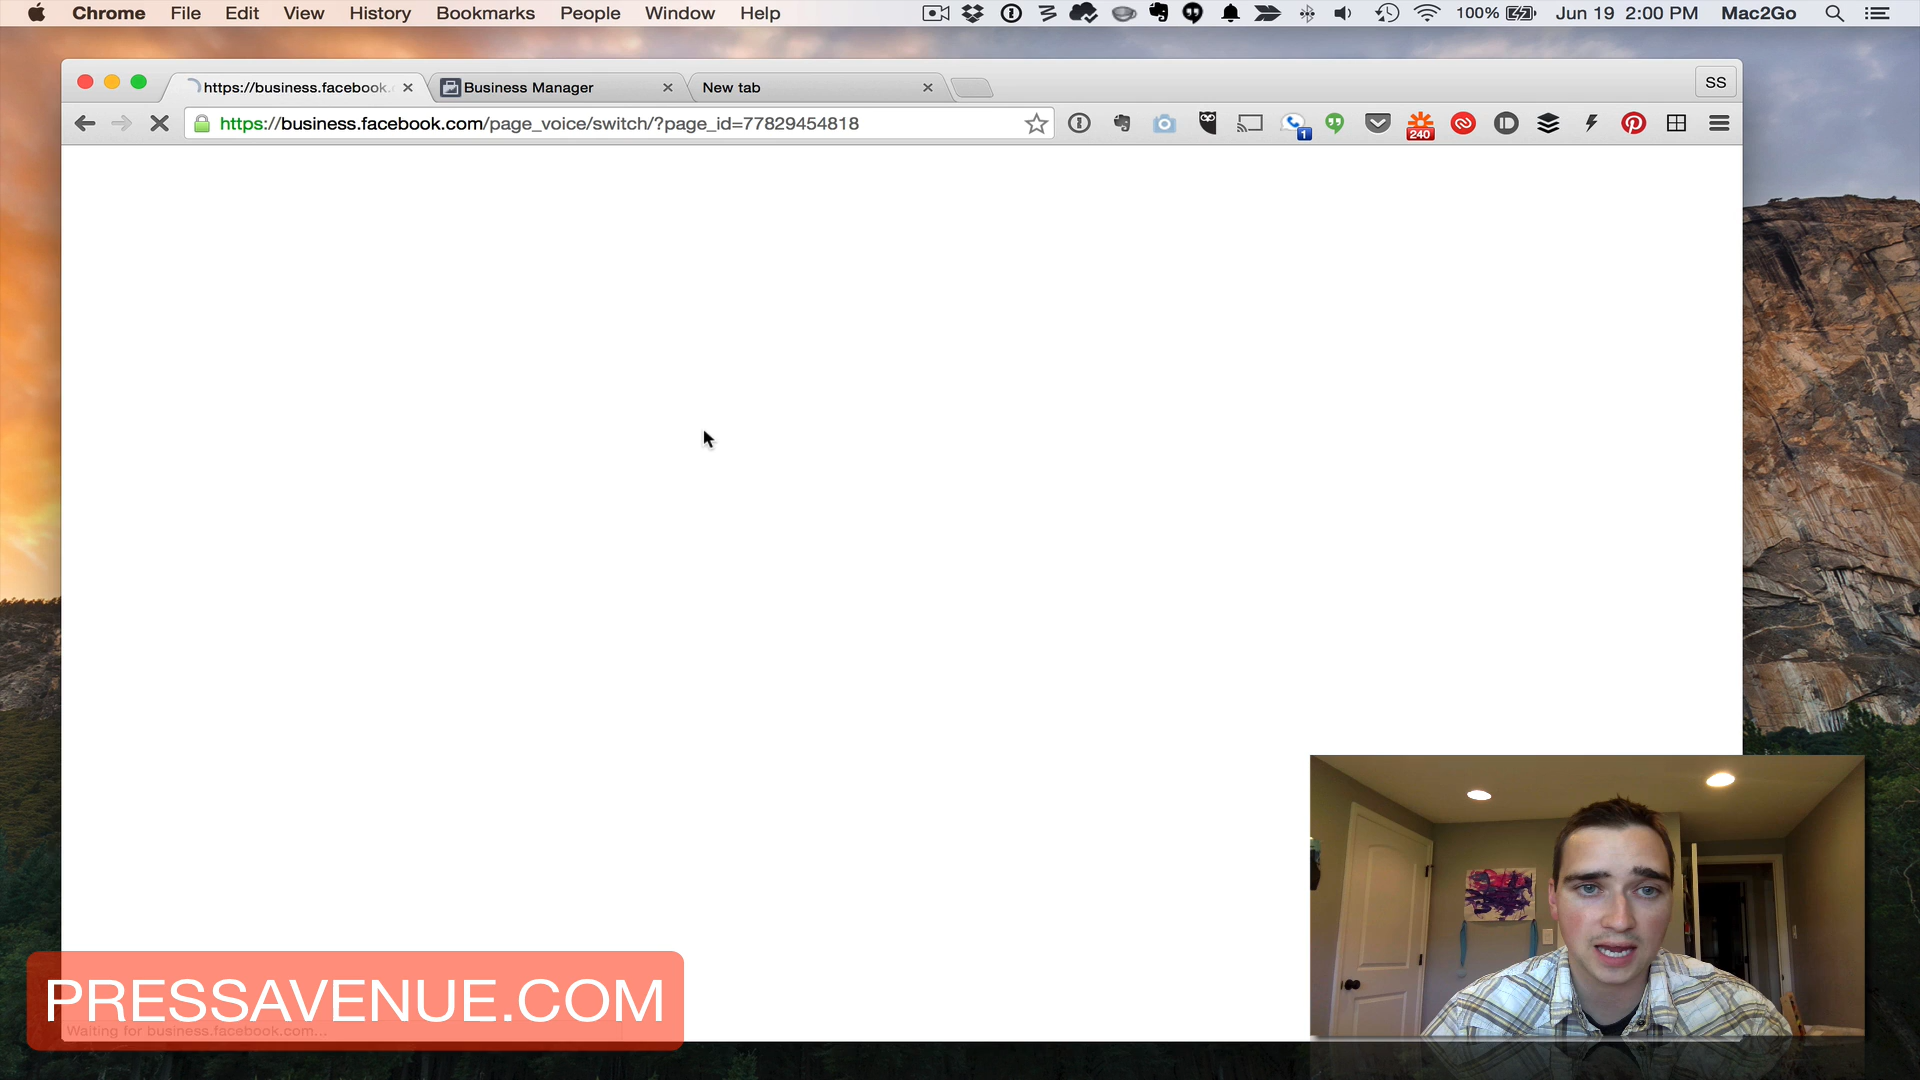 Chrome File Edit View History Bookmarks People Window Help 100% Jun 19 2:00 PM Mac2Go
https://business.facebook. Business Manager New tab SS
https://business.facebook.com/page_voice/switch/?page_id=77829454818 1 240
PRESSAVENUE.COM
Waiting for business.facebook.com...